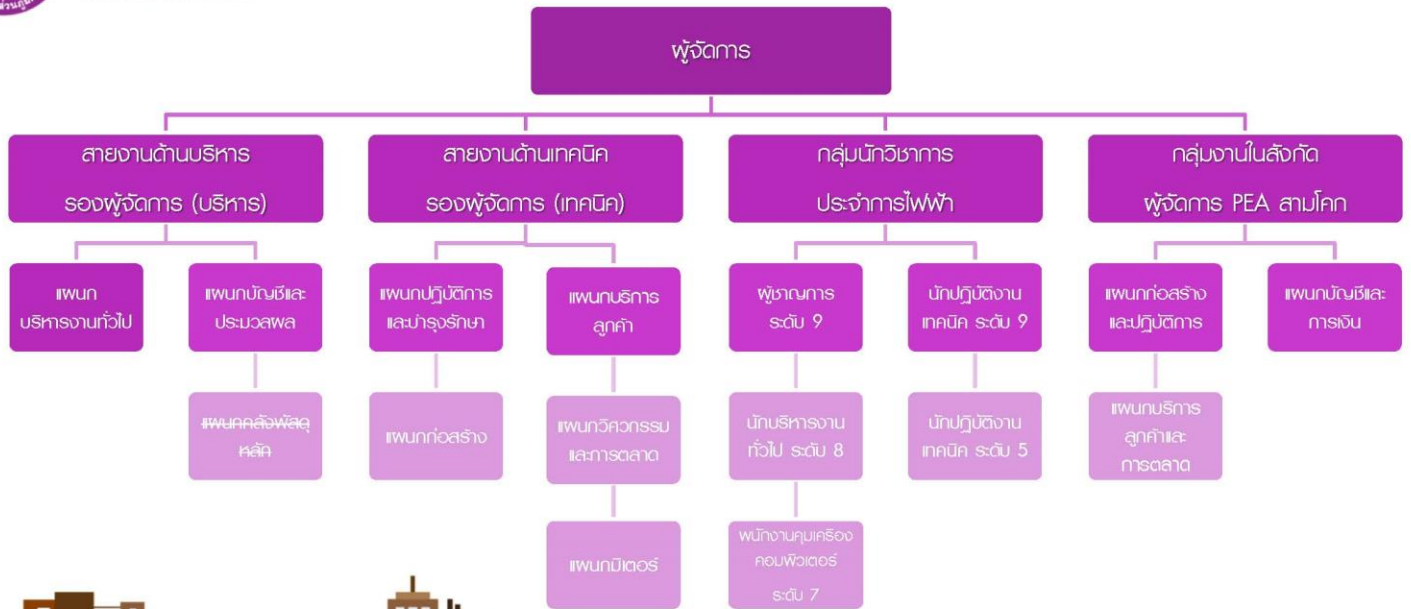 ส่วนภูมิ
ผู้จัดการ
สายงานด้านบริหาร
รองผู้จัดการ (บริหาร)
สายงานด้านเทคนิค
รองผู้จัดการ (เทคนิค)
กลุ่มนักวิชาการ
ประจำการไฟฟ้า
กลุ่มงานในสังกัด
ผู้จัดการ PEA สามโคก
แผนก
บริหารงานทั่วไป
แผนกบัญชีและ
ประมวลผล
แผนกปฏิบัติการ
และบำรุงรักษา
แผนกบริการ
ลูกค้า
ผู้ชาญการ
ระดับ 9
นักปฏิบัติงาน
เทคนิค ระดับ 9
แผนกก่อสร้าง
และปฏิบัติการ
แผนกบัญชีและ
การเงิน
แผนกคลังพัสดุ
หลัก
แผนกก่อสร้าง
แผนกวิศวกรรม
และการตลาด
นักบริหารงาน
ทั่วไป ระดับ 8
นักปฏิบัติงาน
เทคนิค ระดับ 5
แผนกบริการ
ลูกค้าและ
การตลาด
แผนกมิเตอร์
พนักงานคุมเครื่อง
คอมพิวเตอร์
ระดับ 7